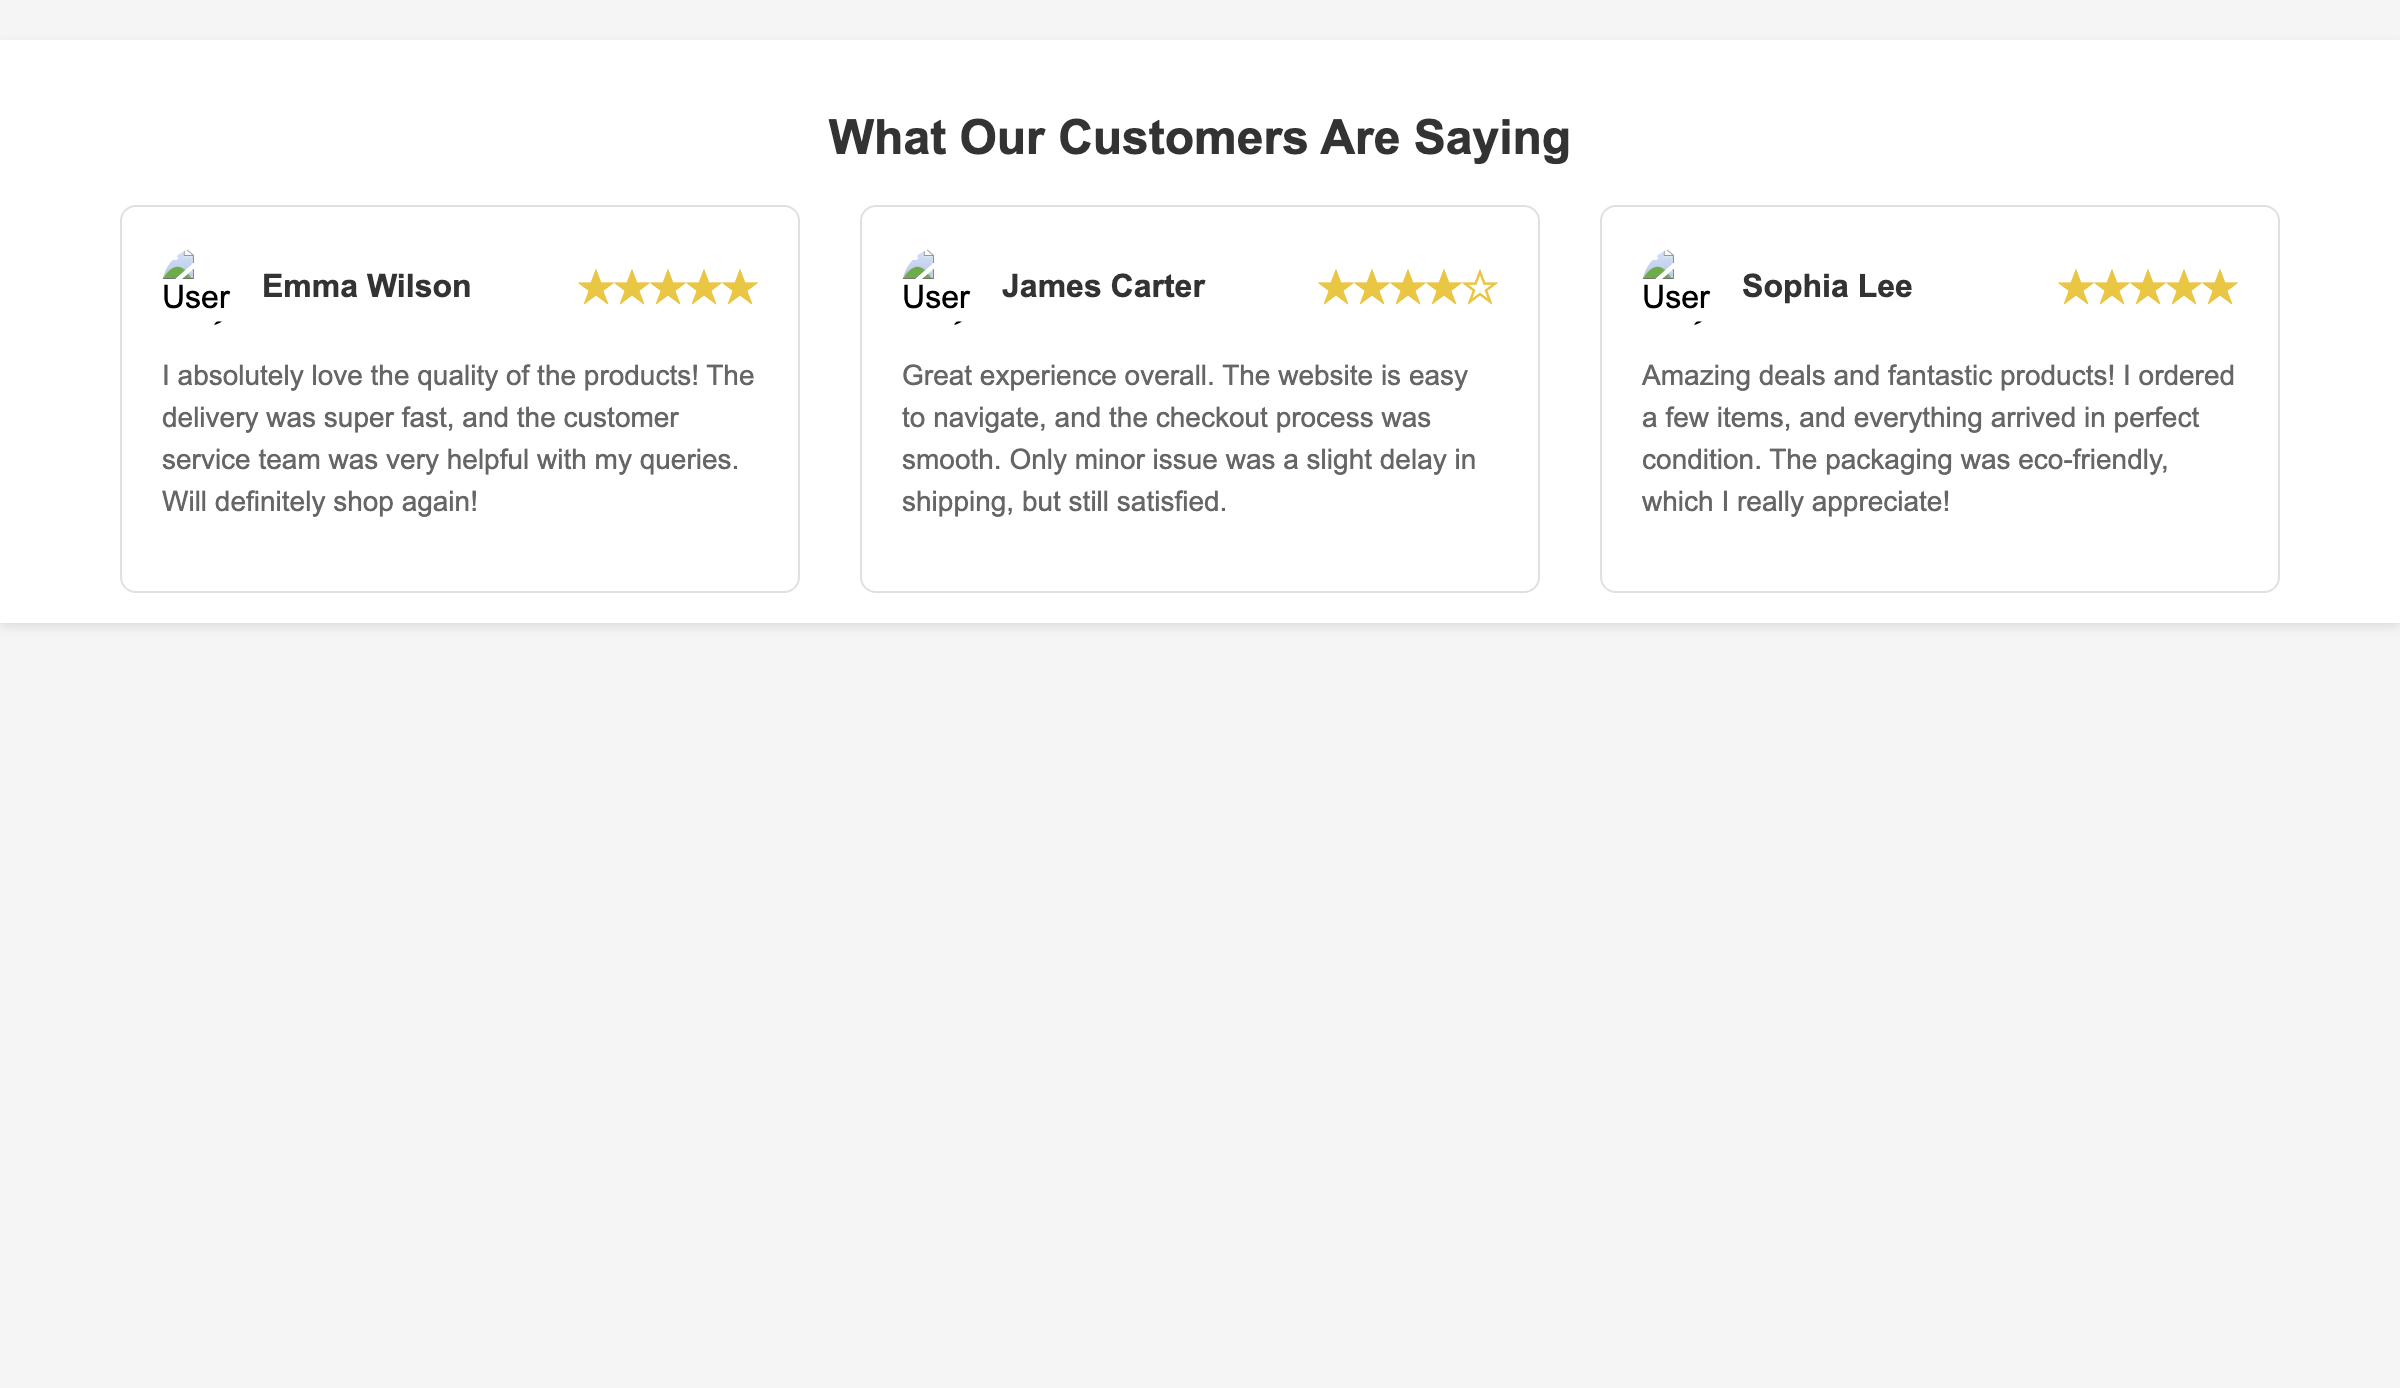 What Our Customers Are Saying
User
Emma Wilson
★★★★★
I absolutely love the quality of the products! The
delivery was super fast, and the customer
service team was very helpful with my queries.
Will definitely shop again!
User
James Carter
★★★★☆
Great experience overall. The website is easy
to navigate, and the checkout process was
smooth. Only minor issue was a slight delay in
shipping, but still satisfied.
User
Sophia Lee
★★★★★
Amazing deals and fantastic products! I ordered
a few items, and everything arrived in perfect
condition. The packaging was eco-friendly,
which I really appreciate!